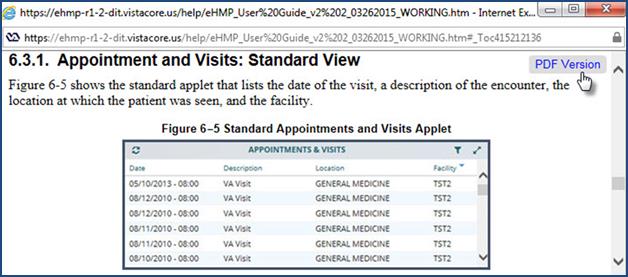 https://ehmp-r1-2-dit.vistacore.us/help/eHMP_User%20Guide_v2%202_03262015_WORKING.htm - Internet Ex...
https://ehmp-r1-2-dit.vistacore.us/help/eHMP_User%20Guide_v2%202_03262015_WORKING.htm#_Toc415212136
6.3.1. Appointment and Visits: Standard View
PDF Version
Figure 6-5 shows the standard applet that lists the date of the visit, a description of the encounter, the
location at which the patient was seen, and the facility.
Figure 6–5 Standard Appointments and Visits Applet
APPOINTMENTS & VISITS
Date Description Location Facility
05/10/2013 - 08:00 VA Visit GENERAL MEDICINE TST2
08/12/2010 - 08:00 VA Visit GENERAL MEDICINE TST2
08/12/2010 - 08:00 VA Visit GENERAL MEDICINE TST2
08/11/2010 - 08:00 VA Visit GENERAL MEDICINE TST2
08/11/2010 - 08:00 VA Visit GENERAL MEDICINE TST2
08/10/2010 - 08:00 VA Visit GENERAL MEDICINE TST2